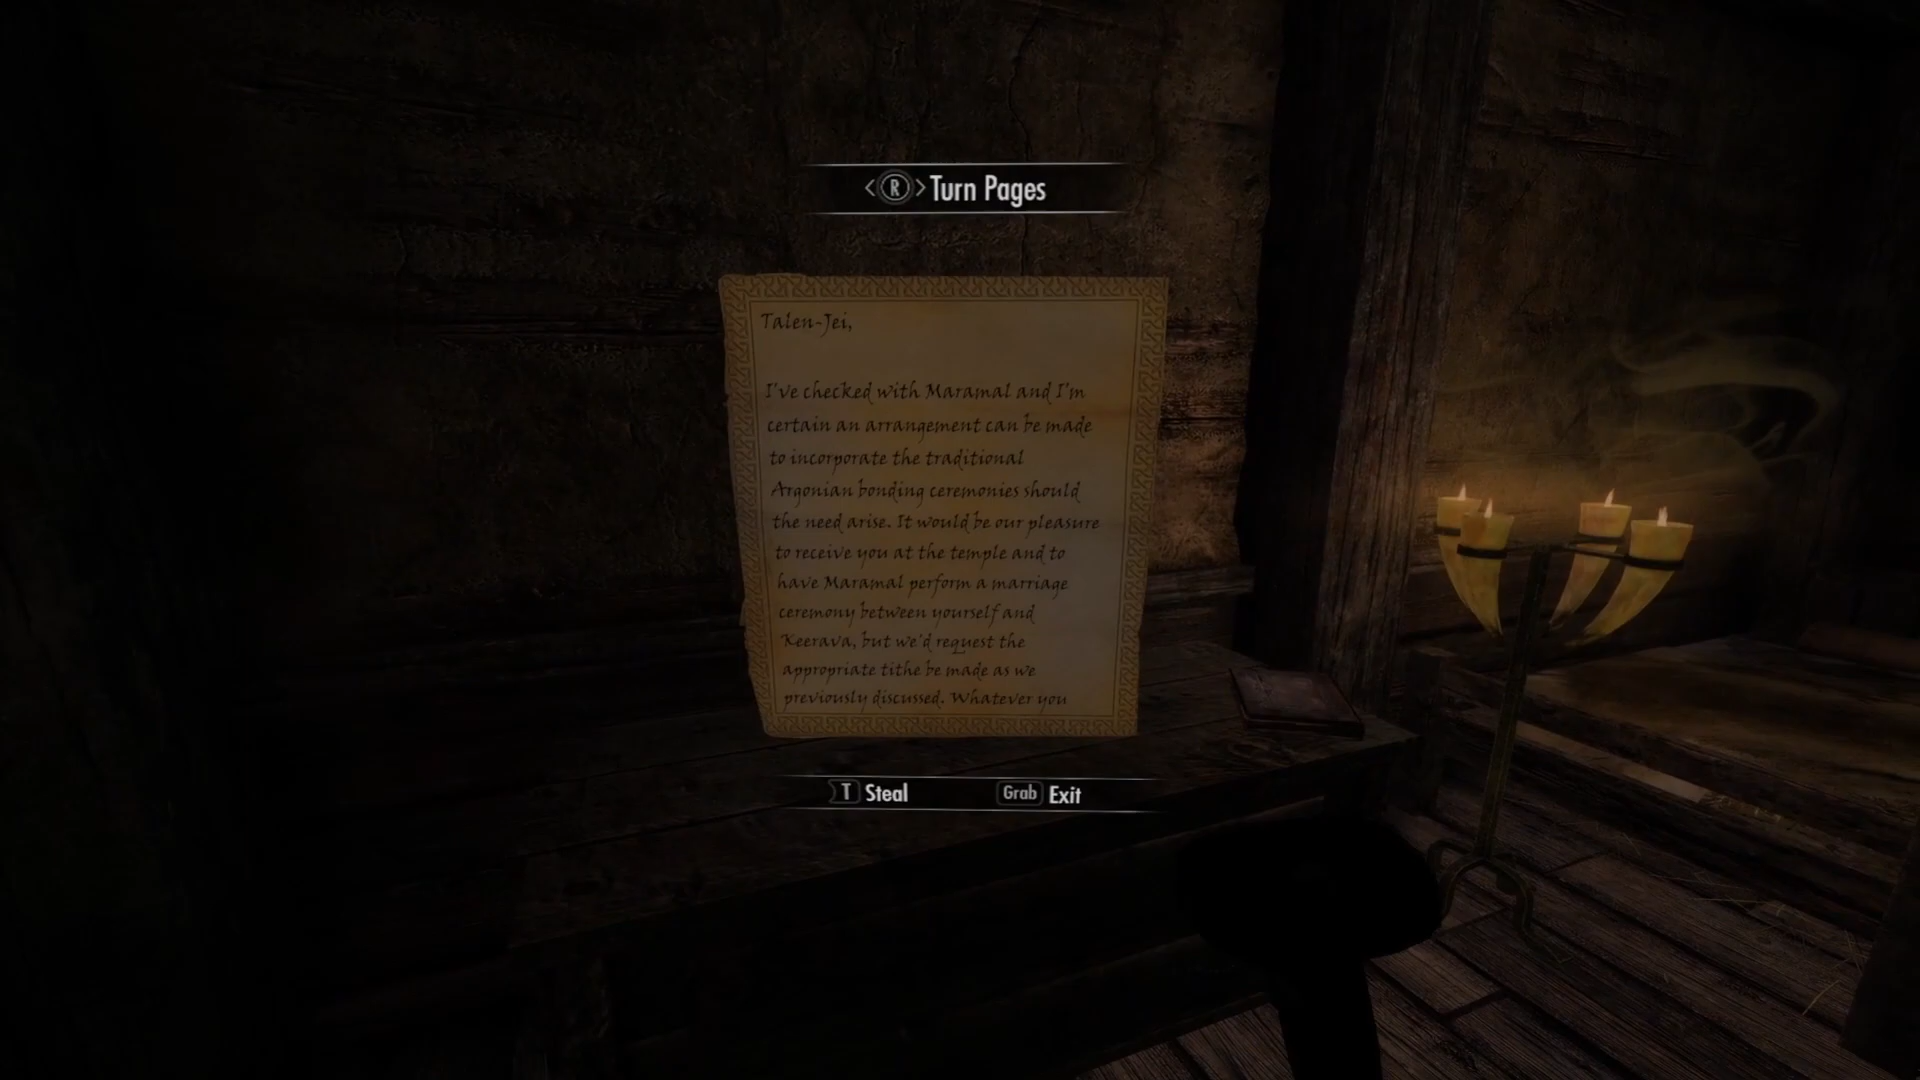 <R> Turn Pages
Talen-Jei,
I've checked with Maramal and I'm
certain an arrangement can be made
to incorporate the traditional
Argonian bonding ceremonies should
the need arise. It would be our pleasure
to receive you at the temple and to
have Maramal perform a marriage
ceremony between yourself and
Keerava, but we'd request the
appropriate tithe be made as we
previously discussed. Whatever you
T Steal
Grab Exit